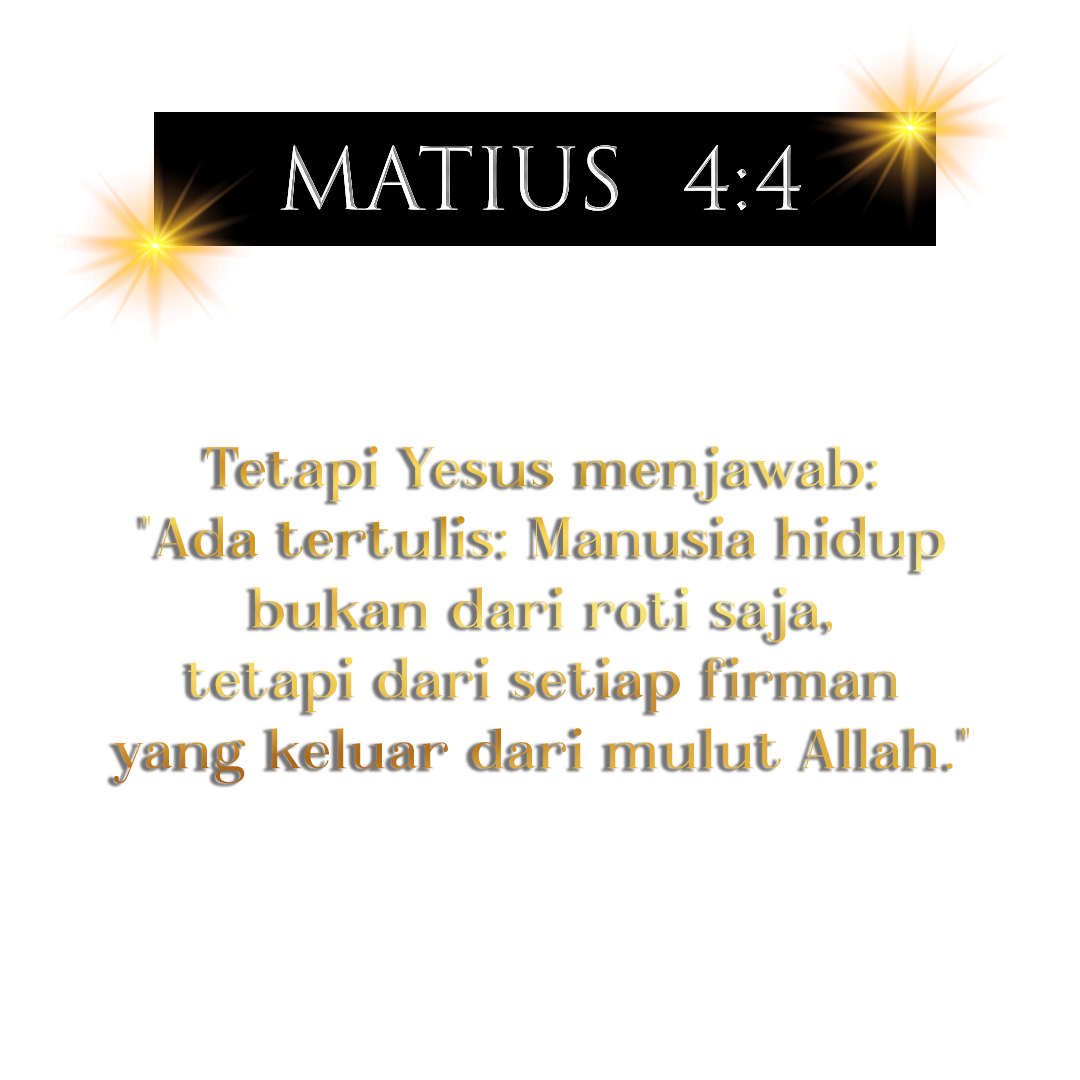 MATIUS 4:4
Tetapi Yesus menjawab:
"Ada tertulis: Manusia hidup
bukan dari roti saja,
tetapi dari setiap firman
yang keluar dari mulut Allah."